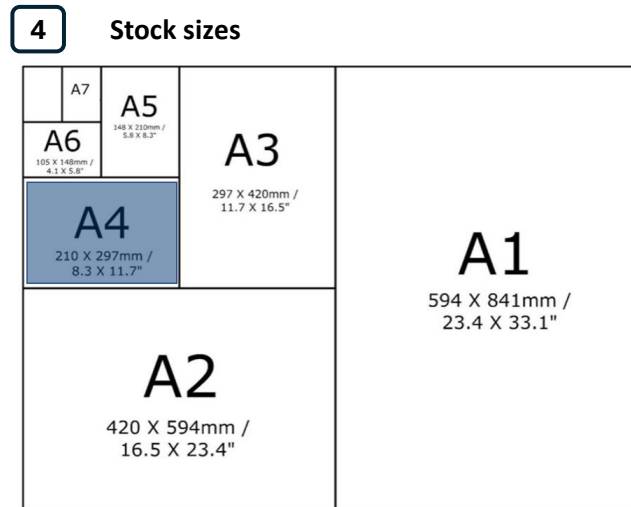 4 Stock sizes
A7
A5
148 X 210mm /
5.8 X 8.3"
A6
105 X 148mm /
4.1 X 5.8"
A3
297 X 420mm /
11.7 X 16.5"
A4
210 X 297mm /
8.3 X 11.7"
A1
594 X 841mm /
23.4 X 33.1"
A2
420 X 594mm /
16.5 X 23.4"